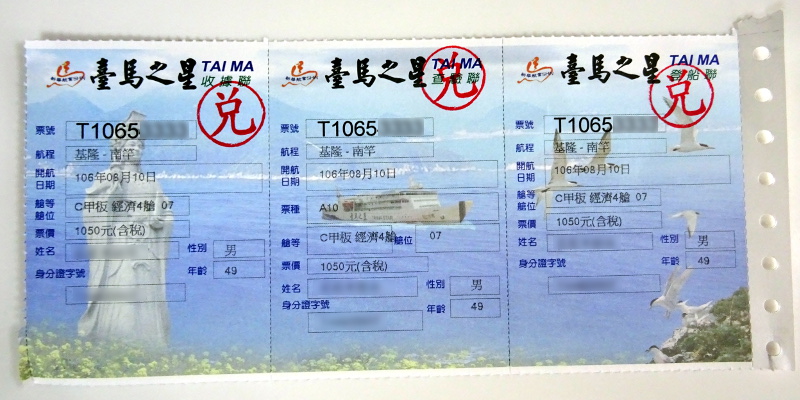 臺馬之星 TAI MA
收據聯
兌
票號 T1065
航程 基隆 - 南竿
開航日期 106年08月10日
艙等艙位 C甲板 經濟4艙 07
票價 1050元(含稅)
姓名 性別 男
身分證字號 年齡 49
臺馬之星 TAI MA
兌
票號 T1065
航程 基隆 - 南竿
開航日期 106年08月10日
票種 A10
艙等 C甲板 經濟4艙 艙位 07
票價 1050元(含稅)
姓名 性別 男
身分證字號 年齡 49
臺馬之星 TAI MA
登船聯
兌
票號 T1065
航程 基隆 - 南竿
開航日期 106年08月10日
艙等艙位 C甲板 經濟4艙 07
票價 1050元(含稅)
姓名 性別 男
身分證字號 年齡 49